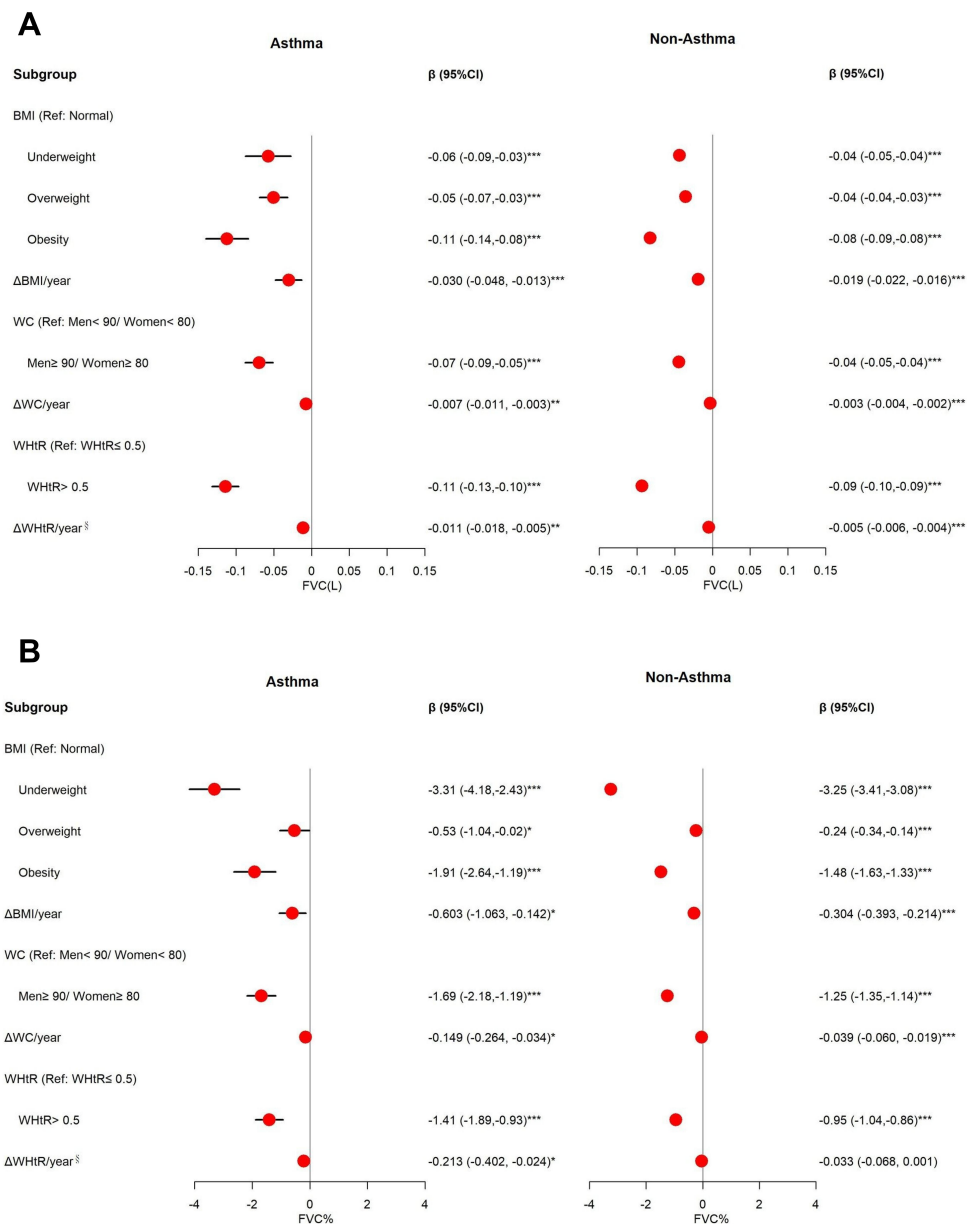 A
Asthma Non-Asthma
Subgroup β (95%CI) β (95%CI)
BMI (Ref: Normal)
Underweight -0.06 (-0.09,-0.03)*** -0.04 (-0.05,-0.04)***
Overweight -0.05 (-0.07,-0.03)*** -0.04 (-0.04,-0.03)***
Obesity -0.11 (-0.14,-0.08)*** -0.08 (-0.09,-0.08)***
ΔBMI/year -0.030 (-0.048, -0.013)*** -0.019 (-0.022, -0.016)***
WC (Ref: Men< 90/ Women< 80)
Men≥ 90/ Women≥ 80 -0.07 (-0.09,-0.05)*** -0.04 (-0.05,-0.04)***
ΔWC/year -0.007 (-0.011, -0.003)** -0.003 (-0.004, -0.002)***
WHtR (Ref: WHtR≤ 0.5)
WHtR> 0.5 -0.11 (-0.13,-0.10)*** -0.09 (-0.10,-0.09)***
ΔWHtR/year§ -0.011 (-0.018, -0.005)** -0.005 (-0.006, -0.004)***
-0.15 -0.1 -0.05 0 0.05 0.1 0.15 -0.15 -0.1 -0.05 0 0.05 0.1 0.15
FVC(L) FVC(L)
B
Asthma Non-Asthma
Subgroup β (95%CI) β (95%CI)
BMI (Ref: Normal)
Underweight -3.31 (-4.18,-2.43)*** -3.25 (-3.41,-3.08)***
Overweight -0.53 (-1.04,-0.02)* -0.24 (-0.34,-0.14)***
Obesity -1.91 (-2.64,-1.19)*** -1.48 (-1.63,-1.33)***
ΔBMI/year -0.603 (-1.063, -0.142)* -0.304 (-0.393, -0.214)***
WC (Ref: Men< 90/ Women< 80)
Men≥ 90/ Women≥ 80 -1.69 (-2.18,-1.19)*** -1.25 (-1.35,-1.14)***
ΔWC/year -0.149 (-0.264, -0.034)* -0.039 (-0.060, -0.019)***
WHtR (Ref: WHtR≤ 0.5)
WHtR> 0.5 -1.41 (-1.89,-0.93)*** -0.95 (-1.04,-0.86)***
ΔWHtR/year§ -0.213 (-0.402, -0.024)* -0.033 (-0.068, 0.001)
-4 -2 0 2 4 -4 -2 0 2 4
FVC% FVC%